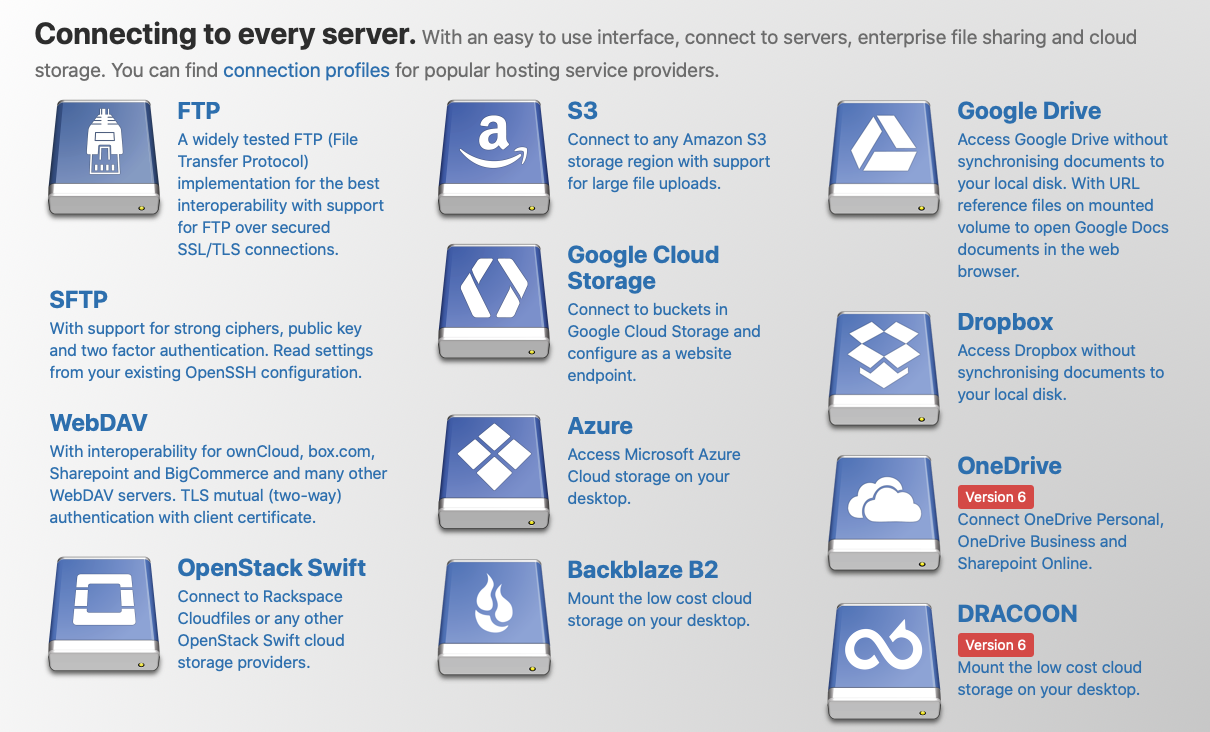 Connecting to every server. With an easy to use interface, connect to servers, enterprise file sharing and cloud
storage. You can find connection profiles for popular hosting service providers.
FTP
A widely tested FTP (File
Transfer Protocol)
implementation for the best
interoperability with support
for FTP over secured
SSL/TLS connections.
SFTP
With support for strong ciphers, public key
and two factor authentication. Read settings
from your existing OpenSSH configuration.
WebDAV
With interoperability for ownCloud, box.com,
Sharepoint and BigCommerce and many other
WebDAV servers. TLS mutual (two-way)
authentication with client certificate.
OpenStack Swift
Connect to Rackspace
Cloudfiles or any other
OpenStack Swift cloud
storage providers.
a
S3
Connect to any Amazon S3
storage region with support
for large file uploads.
Google Cloud
Storage
Connect to buckets in
Google Cloud Storage and
configure as a website
endpoint.
Azure
Access Microsoft Azure
Cloud storage on your
desktop.
Backblaze B2
Mount the low cost cloud
storage on your desktop.
Google Drive
Access Google Drive without
synchronising documents to
your local disk. With URL
reference files on mounted
volume to open Google Docs
documents in the web
browser.
Dropbox
Access Dropbox without
synchronising documents to
your local disk.
OneDrive
Version 6
Connect OneDrive Personal,
OneDrive Business and
Sharepoint Online.
DRACOON
Version 6
Mount the low cost cloud
storage on your desktop.